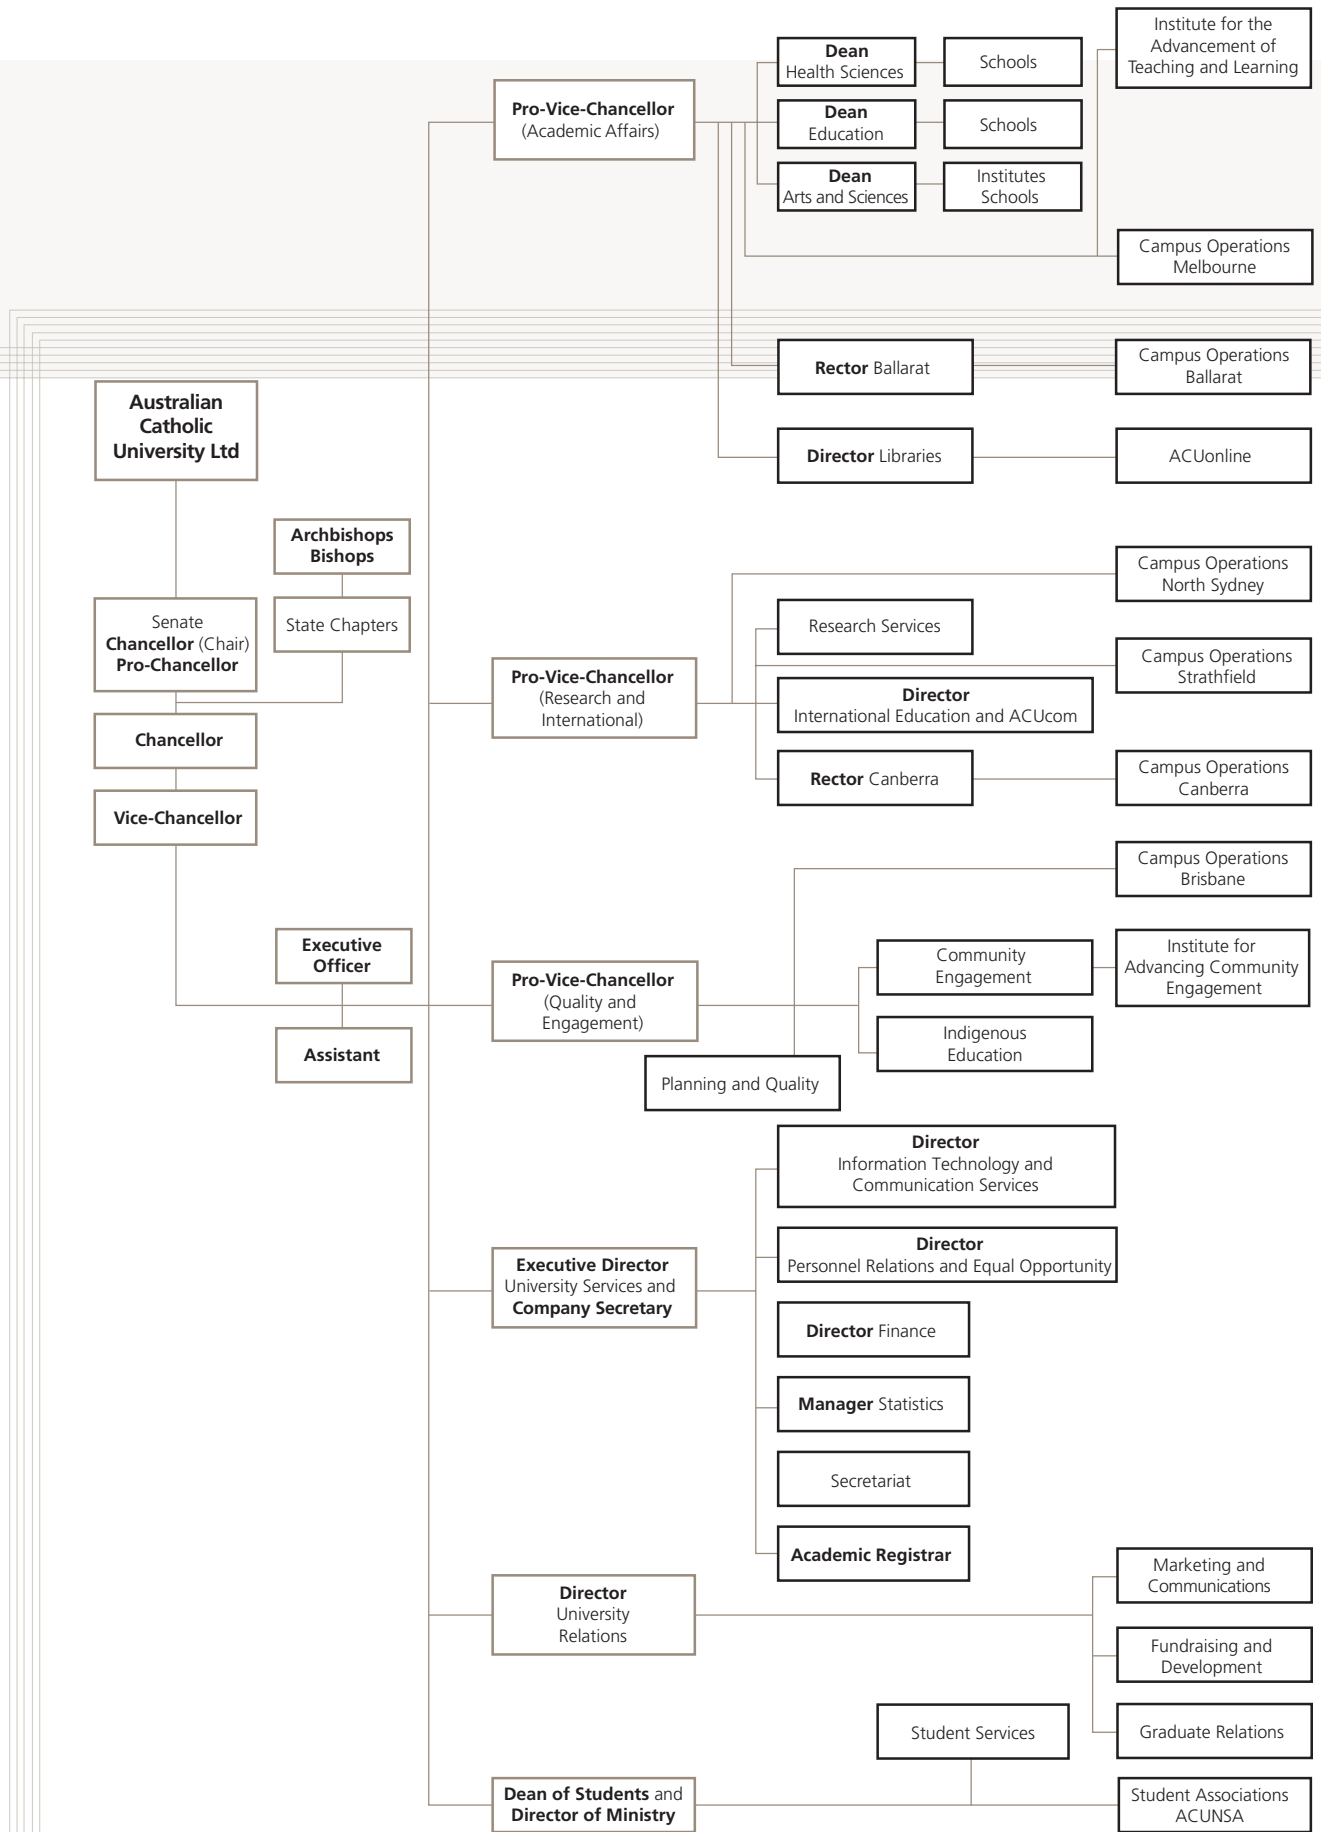 Australian
Catholic
University Ltd
Archbishops
Bishops
State Chapters
Senate
Chancellor (Chair)
Pro-Chancellor
Chancellor
Vice-Chancellor
Executive
Officer
Assistant
Pro-Vice-Chancellor
(Academic Affairs)
Dean
Health Sciences
Schools
Dean
Education
Schools
Dean
Arts and Sciences
Institutes
Schools
Institute for the
Advancement of
Teaching and Learning
Campus Operations
Melbourne
Rector Ballarat
Campus Operations
Ballarat
Director Libraries
ACUonline
Pro-Vice-Chancellor
(Research and
International)
Campus Operations
North Sydney
Research Services
Campus Operations
Strathfield
Director
International Education and ACUcom
Rector Canberra
Campus Operations
Canberra
Pro-Vice-Chancellor
(Quality and
Engagement)
Campus Operations
Brisbane
Community
Engagement
Institute for
Advancing Community
Engagement
Indigenous
Education
Planning and Quality
Executive Director
University Services and
Company Secretary
Director
Information Technology and
Communication Services
Director
Personnel Relations and Equal Opportunity
Director Finance
Manager Statistics
Secretariat
Academic Registrar
Director
University
Relations
Marketing and
Communications
Fundraising and
Development
Graduate Relations
Dean of Students and
Director of Ministry
Student Services
Student Associations
ACUNSA